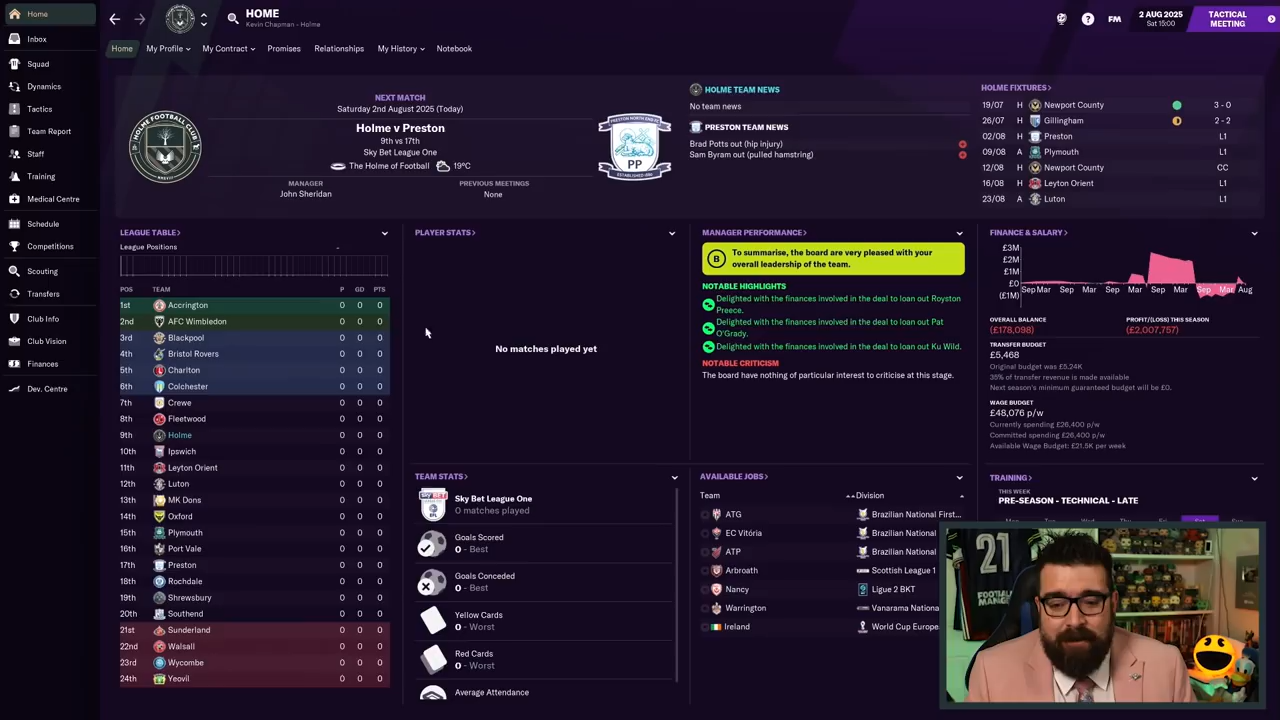 Home
Inbox
Squad
Dynamics
Tactics
Team Report
Staff
Training
Medical Centre
Schedule
Competitions
Scouting
Transfers
Club Info
Club Vision
Finances
Dev. Centre
HOME
Kevin Chapman - Holme
FM
2 AUG 2025
Sat 15:00
TACTICAL
MEETING
Home
My Profile
My Contract
Promises
Relationships
My History
Notebook
NEXT MATCH
Saturday 2nd August 2025 (Today)
Holme v Preston
9th vs 17th
Sky Bet League One
The Holme of Football 19°C
MANAGER
John Sheridan
PREVIOUS MEETINGS
None
HOLME FOOTBALL CLUB
PRESTON NORTH END
PP
HOLME TEAM NEWS
No team news
PRESTON TEAM NEWS
Brad Potts out (hip injury)
Sam Byram out (pulled hamstring)
HOLME FIXTURES
19/07 H Newport County 3 - 0
26/07 H Gillingham 2 - 2
02/08 H Preston L1
09/08 A Plymouth L1
12/08 H Newport County CC
16/08 H Leyton Orient L1
23/08 A Luton L1
LEAGUE TABLE
League Positions -
POS TEAM P GD PTS
1st Accrington 0 0 0
2nd AFC Wimbledon 0 0 0
3rd Blackpool 0 0 0
4th Bristol Rovers 0 0 0
5th Charlton 0 0 0
6th Colchester 0 0 0
7th Crewe 0 0 0
8th Fleetwood 0 0 0
9th Holme 0 0 0
10th Ipswich 0 0 0
11th Leyton Orient 0 0 0
12th Luton 0 0 0
13th MK Dons 0 0 0
14th Oxford 0 0 0
15th Plymouth 0 0 0
16th Port Vale 0 0 0
17th Preston 0 0 0
18th Rochdale 0 0 0
19th Shrewsbury 0 0 0
20th Southend 0 0 0
21st Sunderland 0 0 0
22nd Walsall 0 0 0
23rd Wycombe 0 0 0
24th Yeovil 0 0 0
PLAYER STATS
No matches played yet
TEAM STATS
Sky Bet League One
0 matches played
Goals Scored
0 - Best
Goals Conceded
0 - Best
Yellow Cards
0 - Worst
Red Cards
0 - Worst
Average Attendance
MANAGER PERFORMANCE
B
To summarise, the board are very pleased with your
overall leadership of the team.
NOTABLE HIGHLIGHTS
Delighted with the finances involved in the deal to loan out Royston
Preece.
Delighted with the finances involved in the deal to loan out Pat
O'Grady.
Delighted with the finances involved in the deal to loan out Ku Wild.
NOTABLE CRITICISM
The board have nothing of particular interest to criticise at this stage.
AVAILABLE JOBS
Team Division
ATG Brazilian National First...
EC Vitória Brazilian National
ATP Brazilian National
Arbroath Scottish League 1
Nancy Ligue 2 BKT
Warrington Vanarama Nationa
Ireland World Cup Europe
FINANCE & SALARY
£3M
£2M
£1M
£0
(£1M)
Sep Mar Sep Mar Sep Mar Sep Mar Sep Mar Aug
OVERALL BALANCE
(£178,098)
PROFIT/(LOSS) THIS SEASON
(£2,007,757)
TRANSFER BUDGET
£5,468
Original budget was £5.24K
35% of transfer revenue is made available
Next season's minimum guaranteed budget will be £0.
WAGE BUDGET
£48,076 p/w
Currently spending £26,400 p/w
Committed spending £26,400 p/w
Available Wage Budget: £21.5K per week
TRAINING
THIS WEEK
PRE-SEASON - TECHNICAL - LATE
21
FOOTBALL